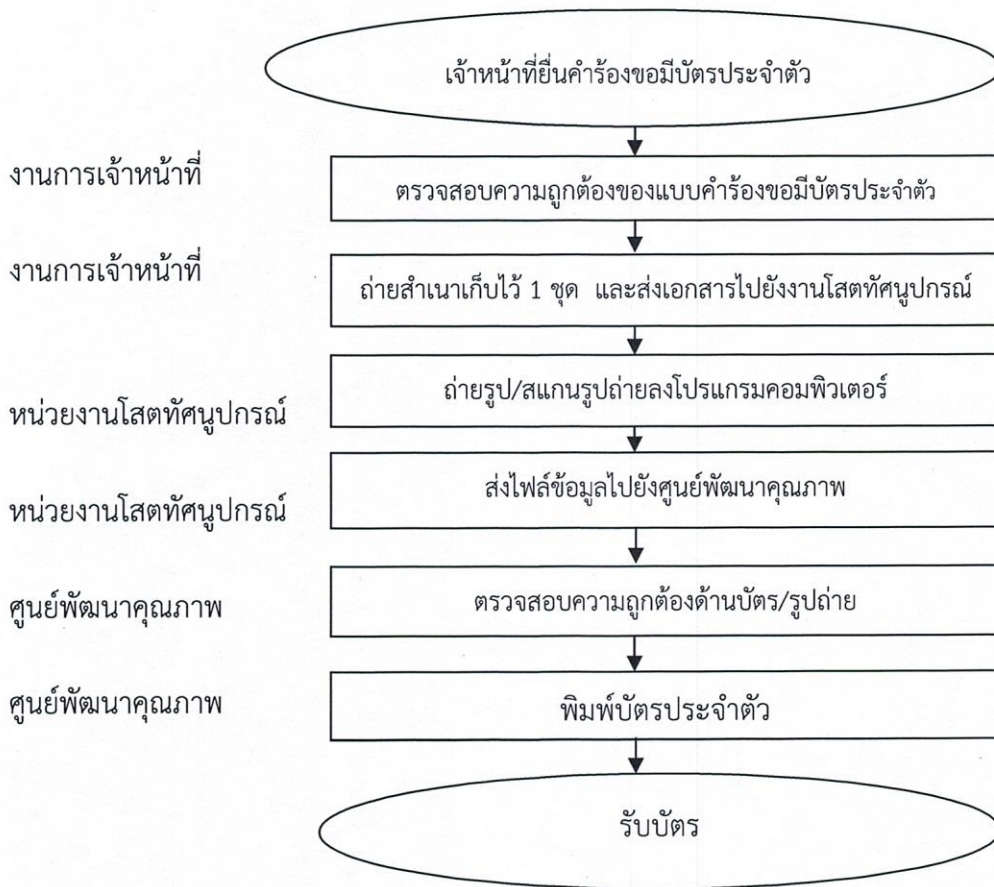 เจ้าหน้าที่ยื่นคำร้องขอมีบัตรประจำตัว
งานการเจ้าหน้าที่
ตรวจสอบความถูกต้องของแบบคำร้องขอมีบัตรประจำตัว
งานการเจ้าหน้าที่
ถ่ายสำเนาเก็บไว้ 1 ชุด และส่งเอกสารไปยังงานโสตทัศนูปกรณ์
หน่วยงานโสตทัศนูปกรณ์
ถ่ายรูป/สแกนรูปถ่ายลงโปรแกรมคอมพิวเตอร์
หน่วยงานโสตทัศนูปกรณ์
ส่งไฟล์ข้อมูลไปยังศูนย์พัฒนาคุณภาพ
ศูนย์พัฒนาคุณภาพ
ตรวจสอบความถูกต้องด้านบัตร/รูปถ่าย
ศูนย์พัฒนาคุณภาพ
พิมพ์บัตรประจำตัว
รับบัตร